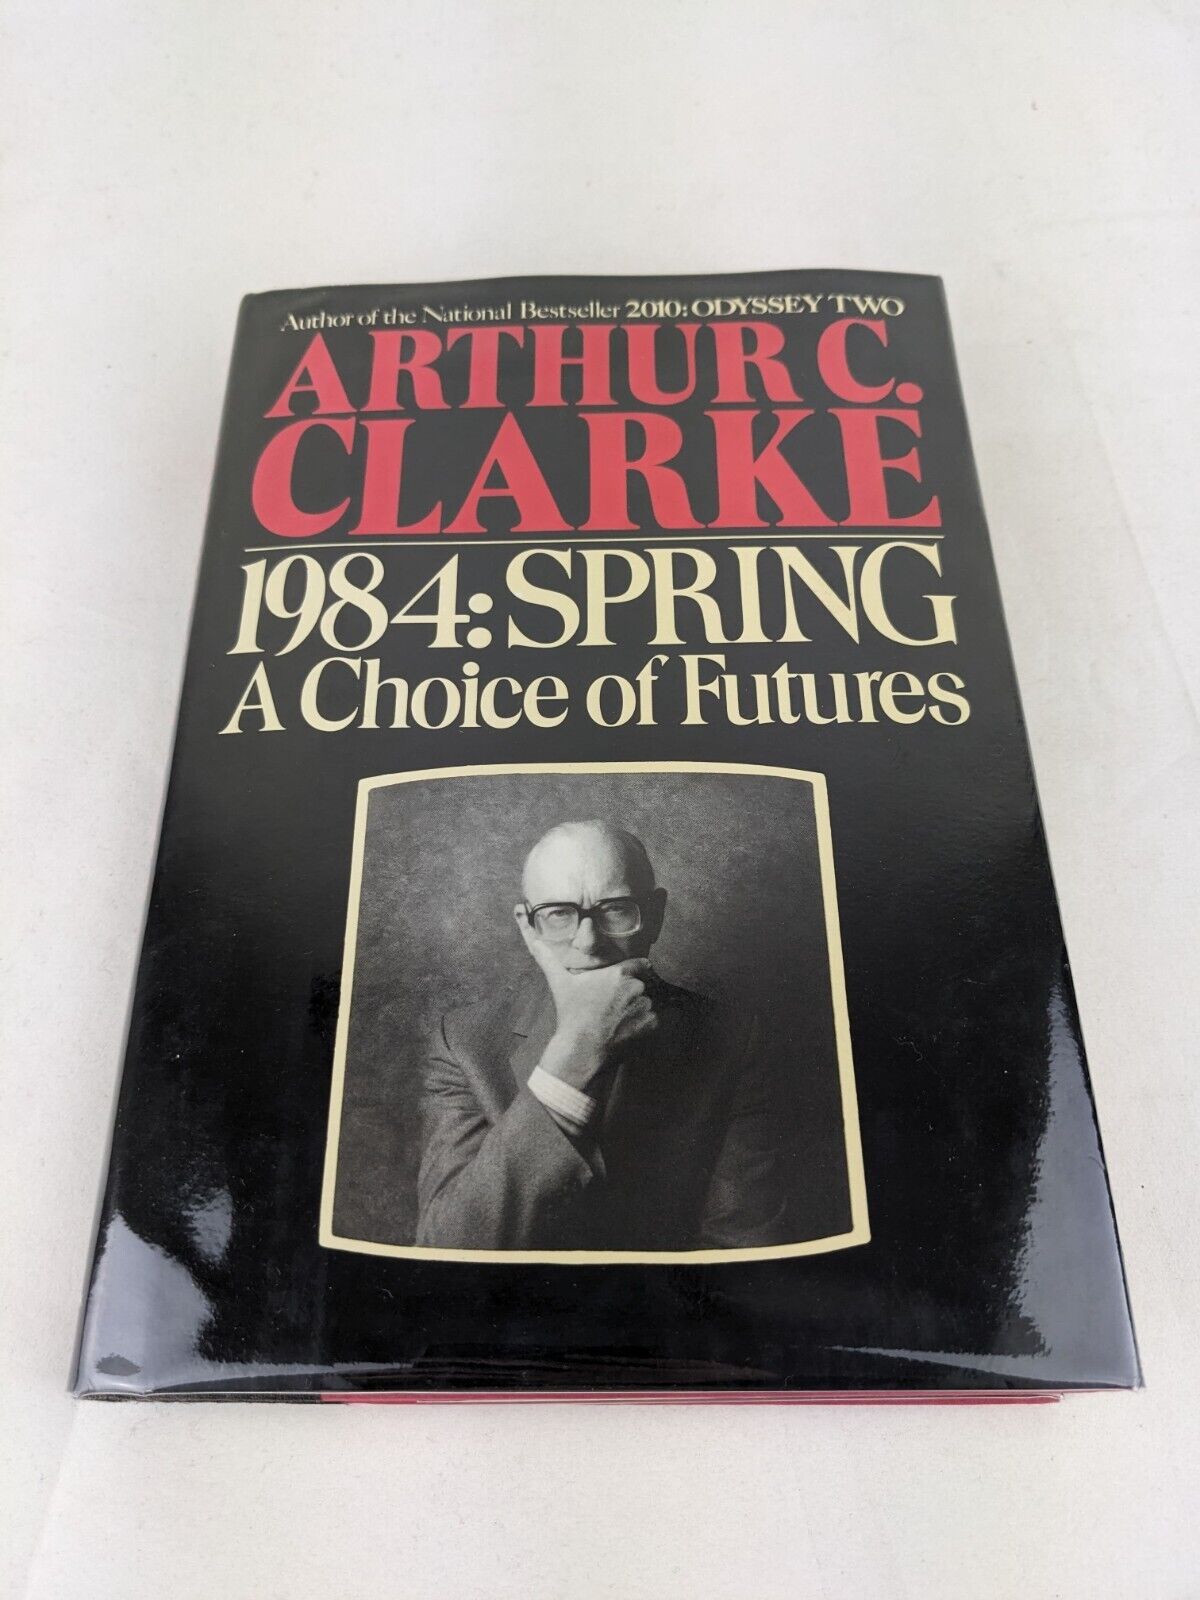 Author of the National Bestseller 2010: ODYSSEY TWO
ARTHUR C.
CLARKE
1984: SPRING
A Choice of Futures